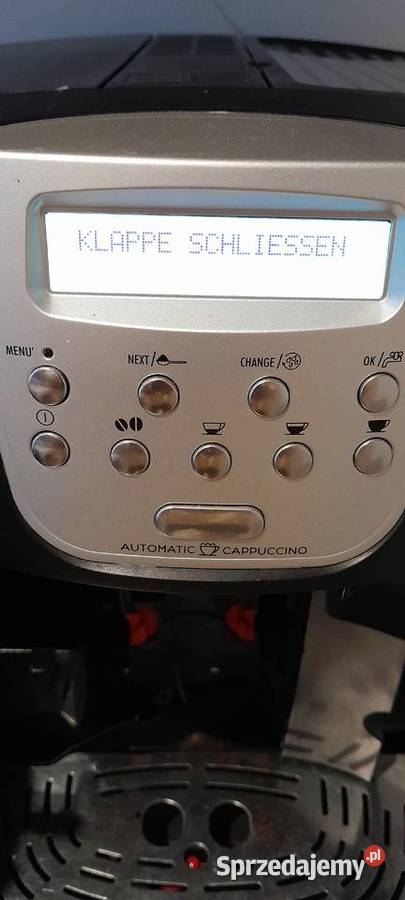 KLAPPE SCHLIESSEN
MENU'
NEXT/
CHANGE/
OK/
AUTOMATIC CAPPUCCINO
Sprzedajemy.pl